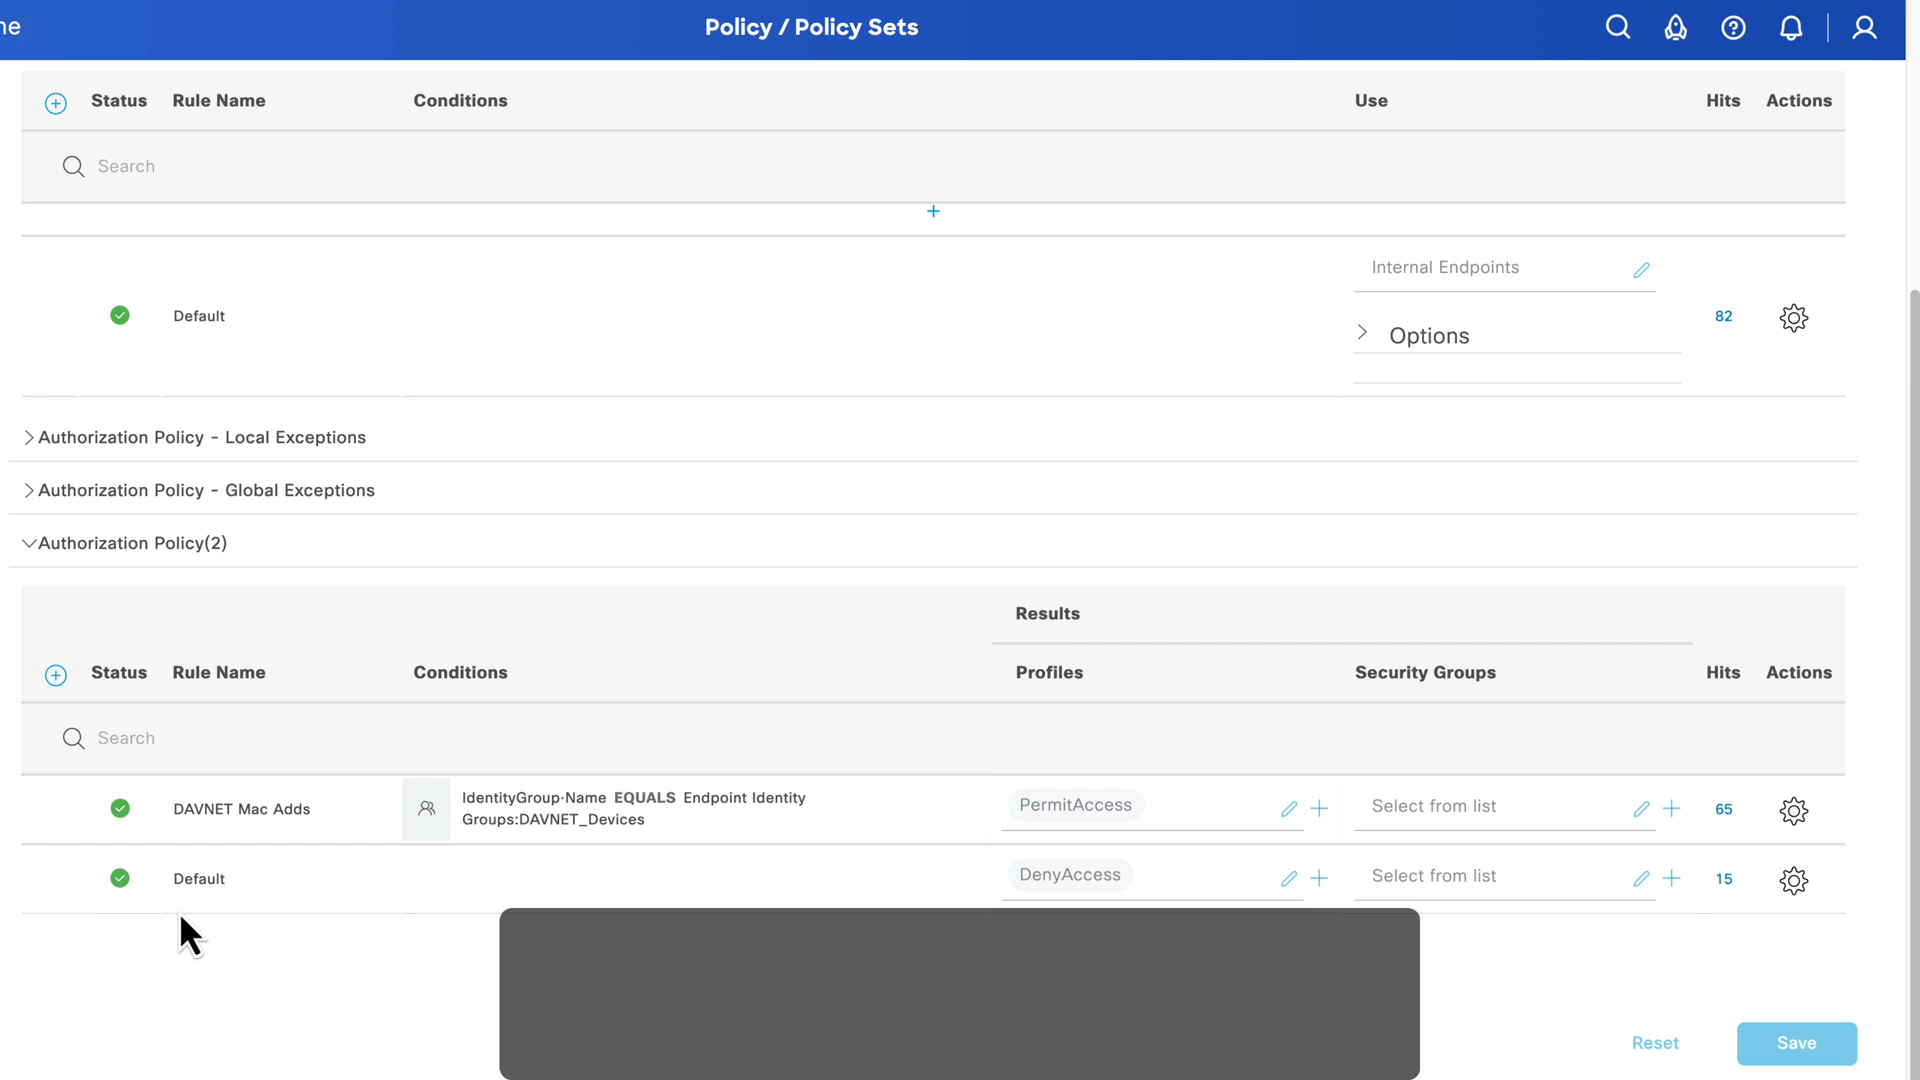 ne
Policy / Policy Sets
Status Rule Name Conditions Use Hits Actions
Search
+
Internal Endpoints
Default 82
Options
Authorization Policy - Local Exceptions
Authorization Policy - Global Exceptions
Authorization Policy(2)
Results
Status Rule Name Conditions Profiles Security Groups Hits Actions
Search
DAVNET Mac Adds IdentityGroup·Name EQUALS Endpoint Identity PermitAccess Select from list 65
Groups:DAVNET_Devices
Default DenyAccess Select from list 15
Reset Save